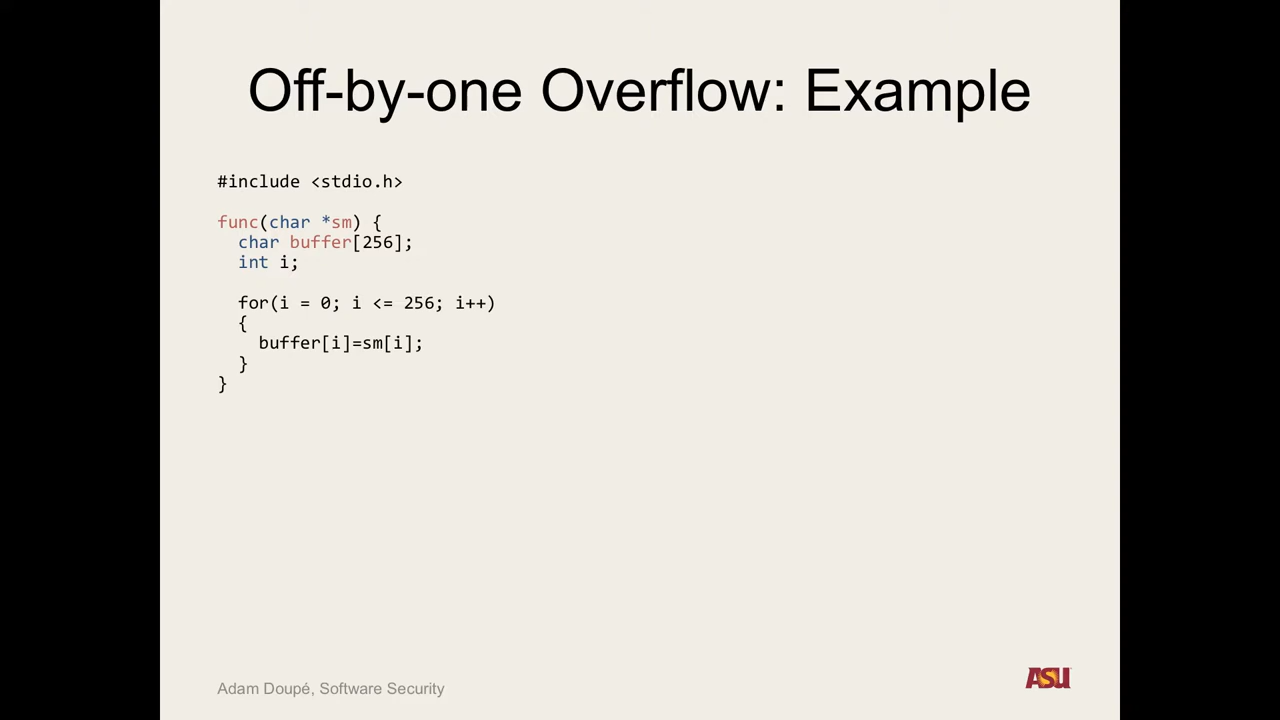 Off-by-one Overflow: Example
#include <stdio.h>
func(char *sm) {
  char buffer[256];
  int i;
  for(i = 0; i <= 256; i++)
  {
    buffer[i]=sm[i];
  }
}
Adam Doupé, Software Security
ASU